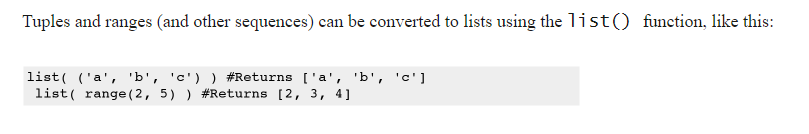 Tuples and ranges (and other sequences) can be converted to lists using the list() function, like this:
list( ('a', 'b', 'c') ) #Returns ['a', 'b', 'c']
list( range(2, 5) ) #Returns [2, 3, 4]